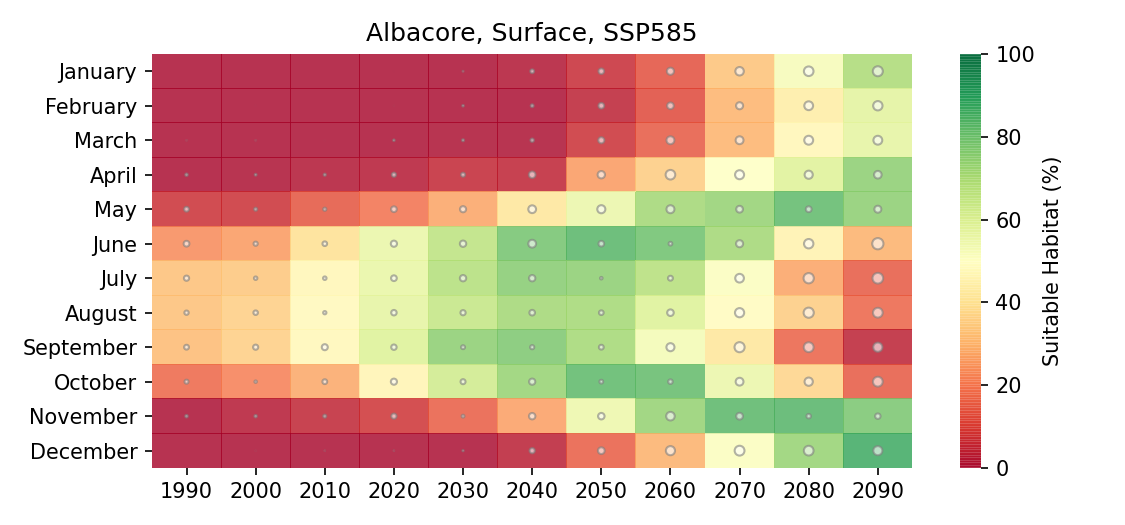 Albacore, Surface, SSP585
January
February
March
April
May
June
July
August
September
October
November
December
1990 2000 2010 2020 2030 2040 2050 2060 2070 2080 2090
100
80
60
40
20
0
Suitable Habitat (%)